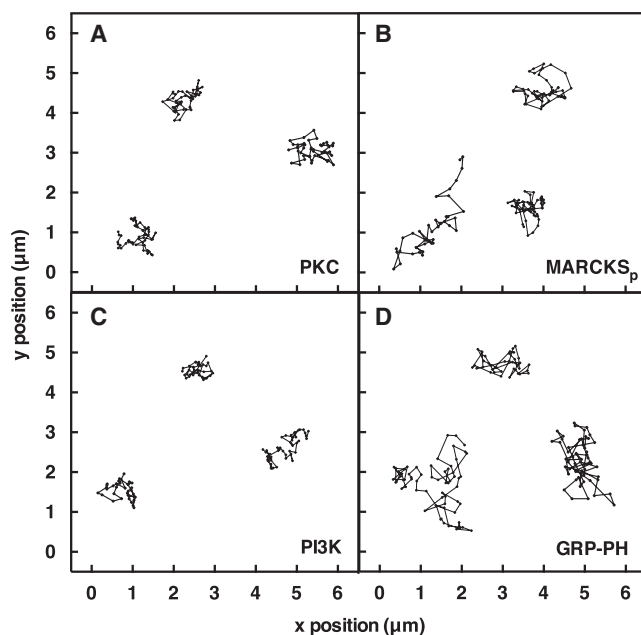 A
B
6
5
4
3
2
1
0
PKC
MARCKSp
C
D
6
5
4
3
2
1
0
PI3K
GRP-PH
0 1 2 3 4 5 6 0 1 2 3 4 5 6
x position (μm)
y position (μm)